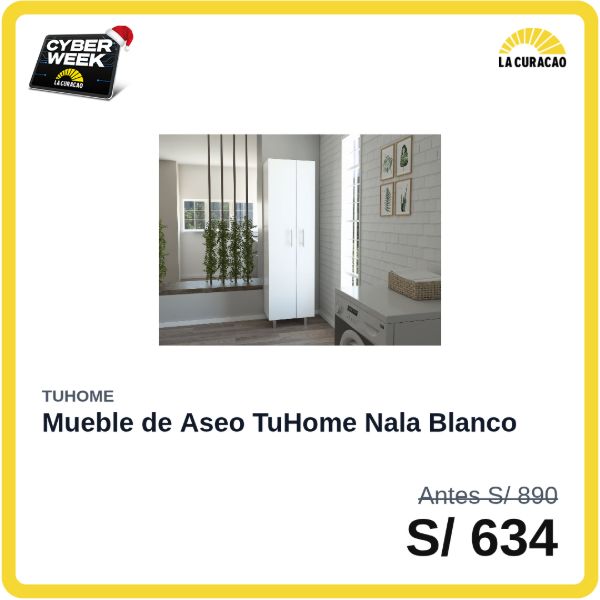 CYBER
WEEK
LA CURACAO
LA CURACAO
TUHOME
Mueble de Aseo TuHome Nala Blanco
Antes S/ 890
S/ 634